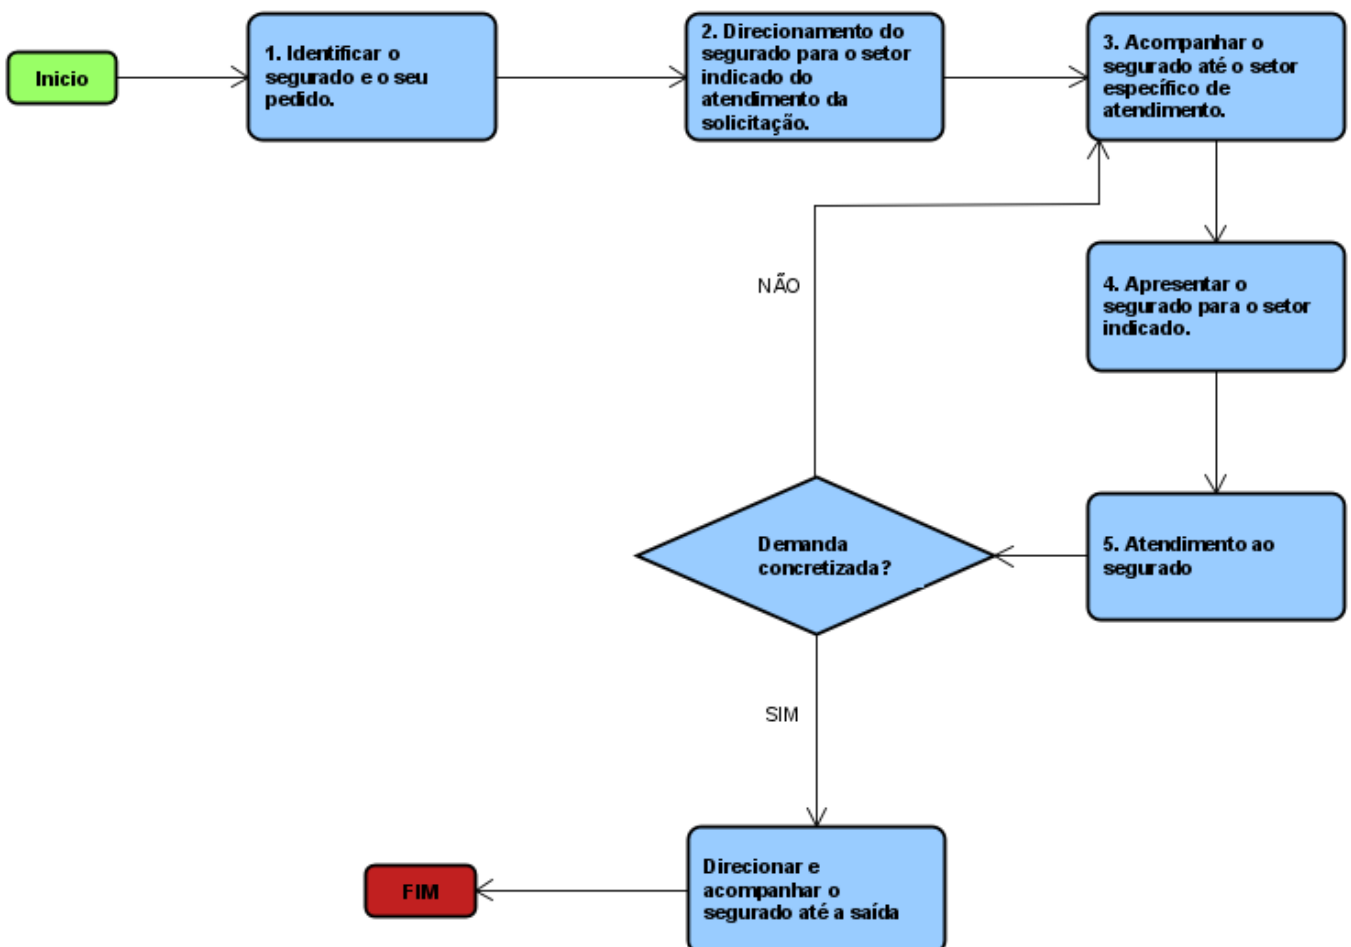 Inicio
1. Identificar o
segurado e o seu
pedido.
2. Direcionamento do
segurado para o setor
indicado do
atendimento da
solicitação.
3. Acompanhar o
segurado até o setor
específico de
atendimento.
4. Apresentar o
segurado para o setor
indicado.
5. Atendimento ao
segurado
Demanda
concretizada?
NÃO
SIM
Direcionar e
acompanhar o
segurado até a saída
FIM